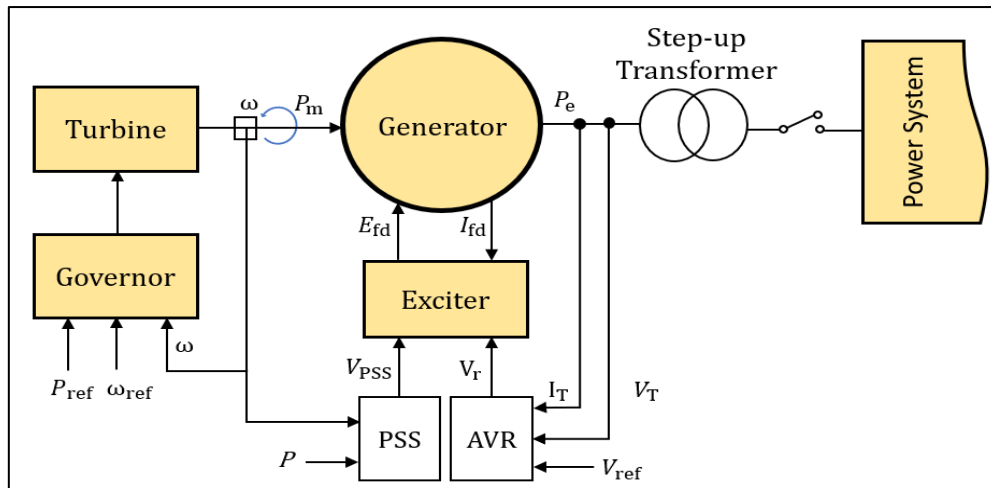 Step-up
Transformer
Turbine
ω
Pm
Generator
Pe
Power System
Efd
Ifd
Governor
Exciter
ω
Pref
ωref
VPSS
Vr
IT
VT
PSS
AVR
P
Vref